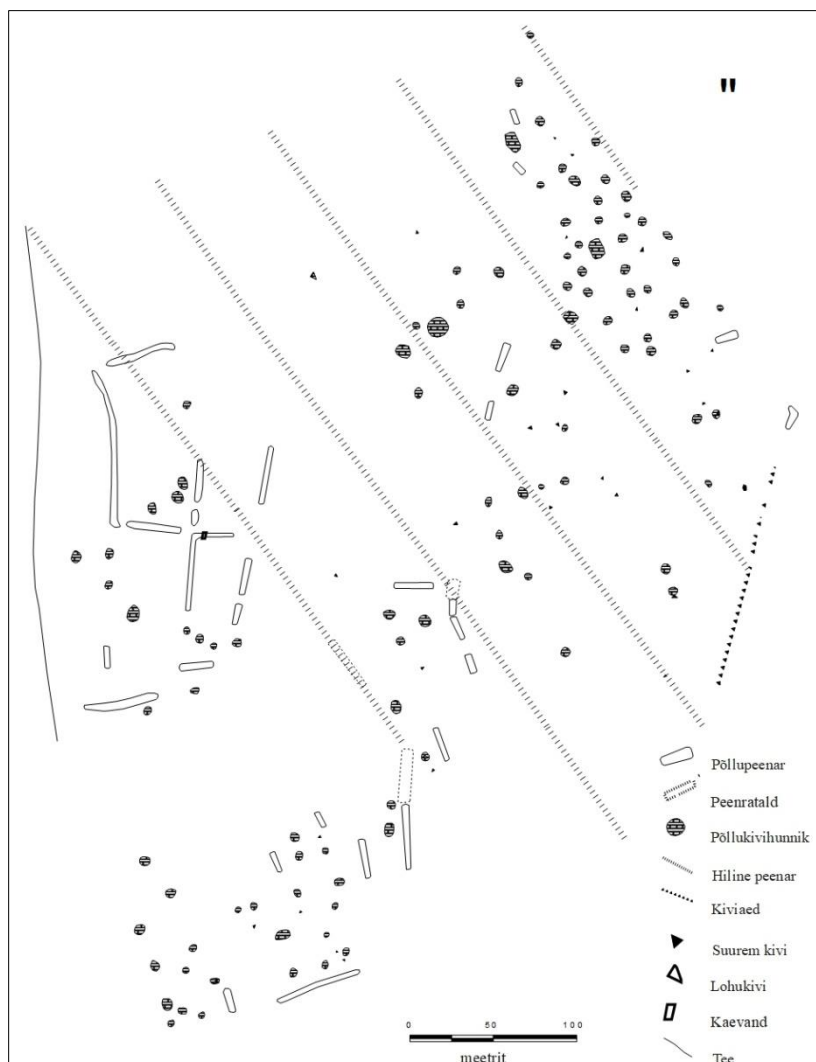 "
Põllupeenar
Peenratald
Põllukivihunnik
Hiline peenar
Kiviaed
Suurem kivi
Lohukivi
Kaevand
Tee
0 50 100
meetrit